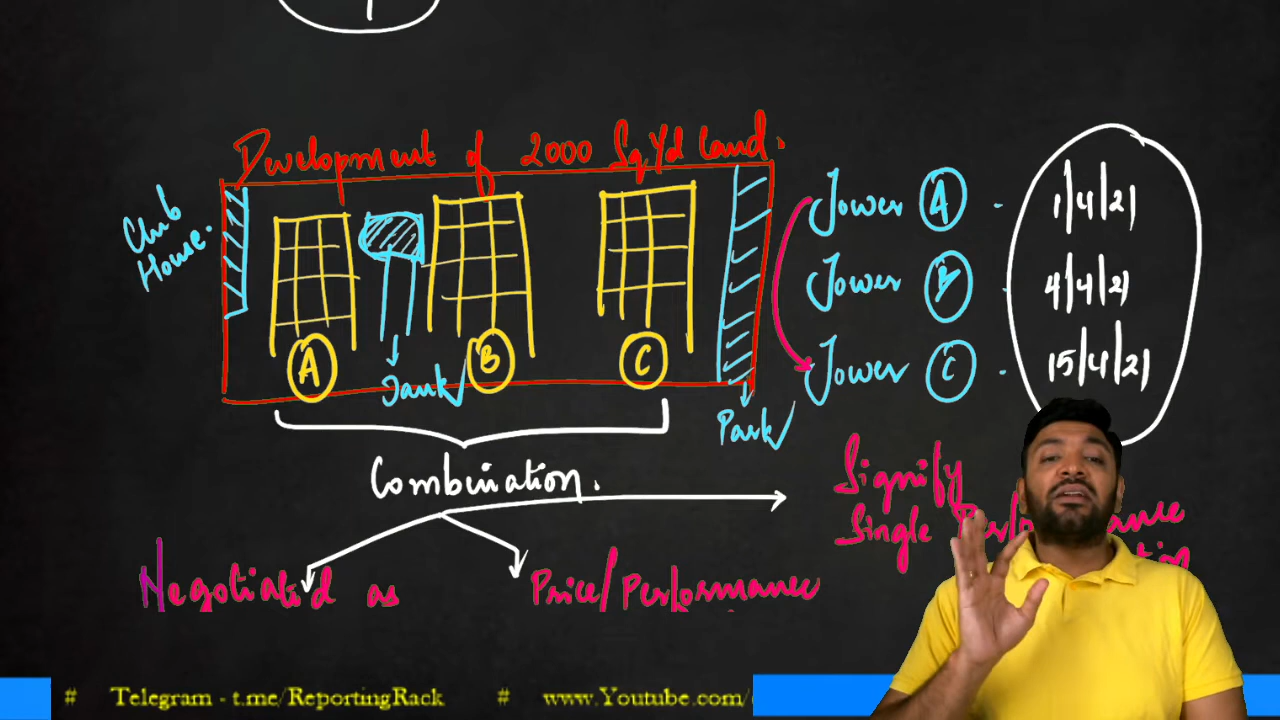 Development of 2000 Sq.Yd land.
Club
House.
A
B
C
Tank
Park
Tower A - 1/4/21
Tower B - 4/4/21
Tower C - 15/4/21
Combination.
Negotiated as
Price/Performance
Signify
Single
# Telegram - t.me/ReportingRack # www.Youtube.com/